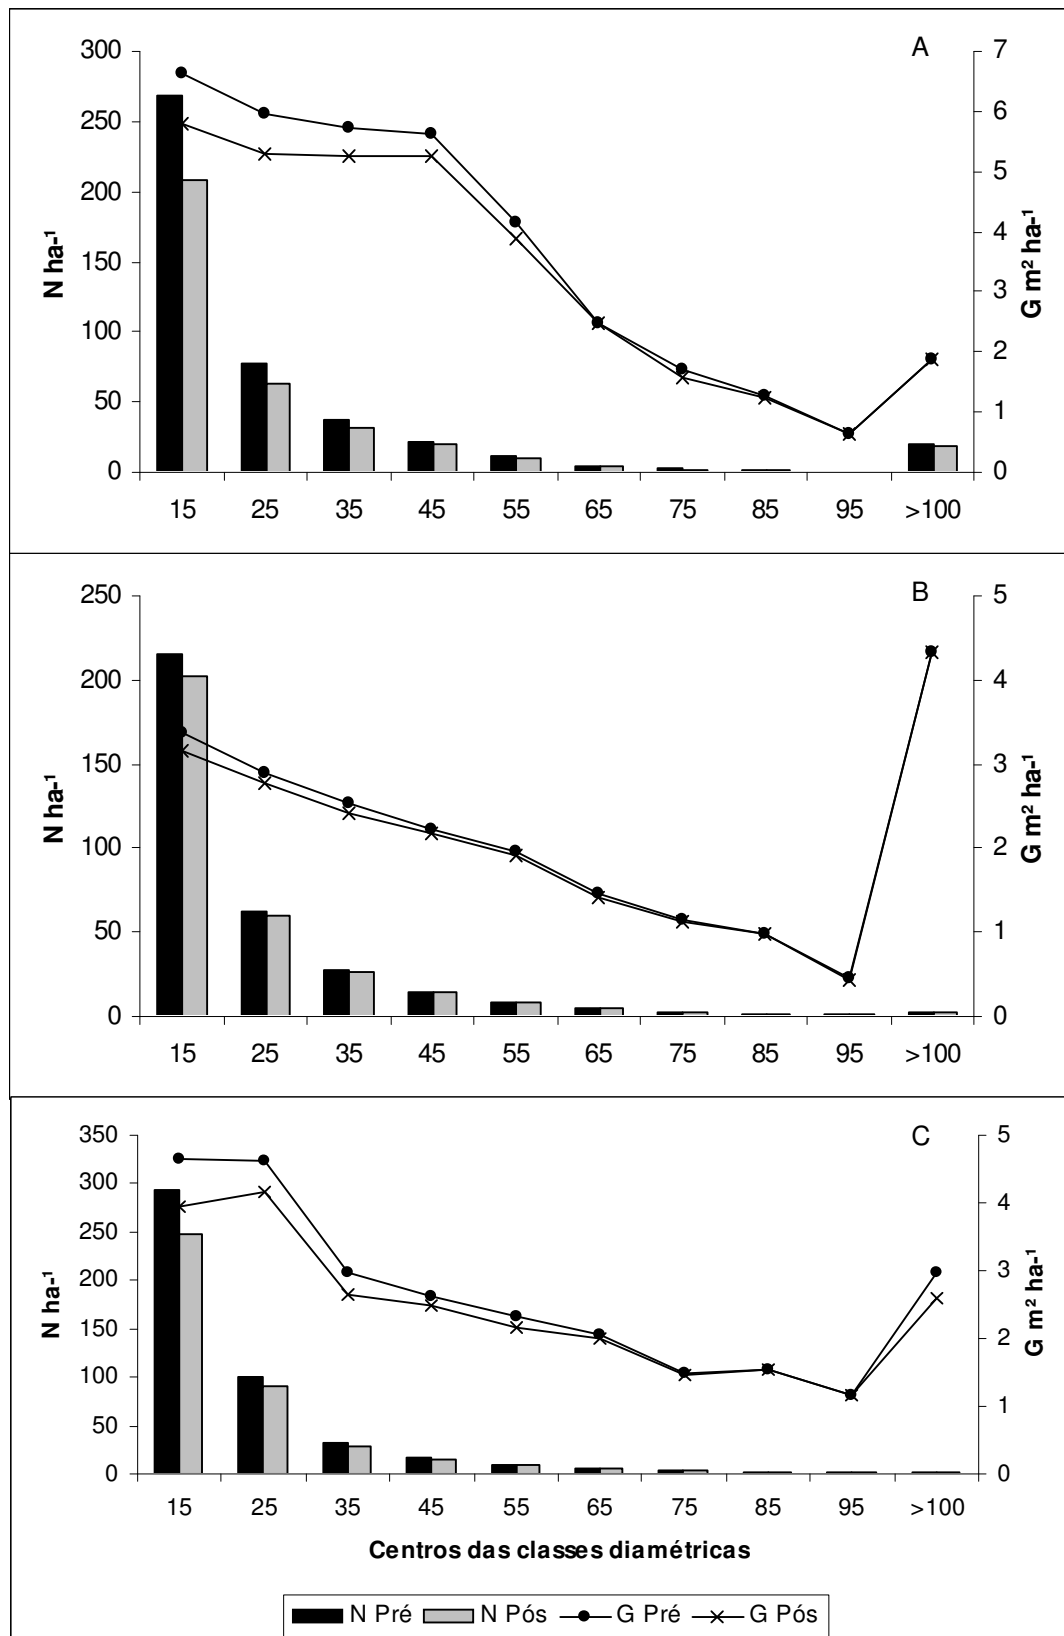 A
300 7
250 6
200 5
150 4
100 3
50 2
0 1
0
N ha-¹
G m² ha-¹
15 25 35 45 55 65 75 85 95 >100
B
250 5
200 4
150 3
100 2
50 1
0 0
N ha-¹
G m² ha-¹
15 25 35 45 55 65 75 85 95 >100
C
350 5
300 4
250 3
200 2
150 1
100 0
50
0
N ha-¹
G m² ha-¹
15 25 35 45 55 65 75 85 95 >100
Centros das classes diamétricas
N Pré N Pós G Pré G Pós